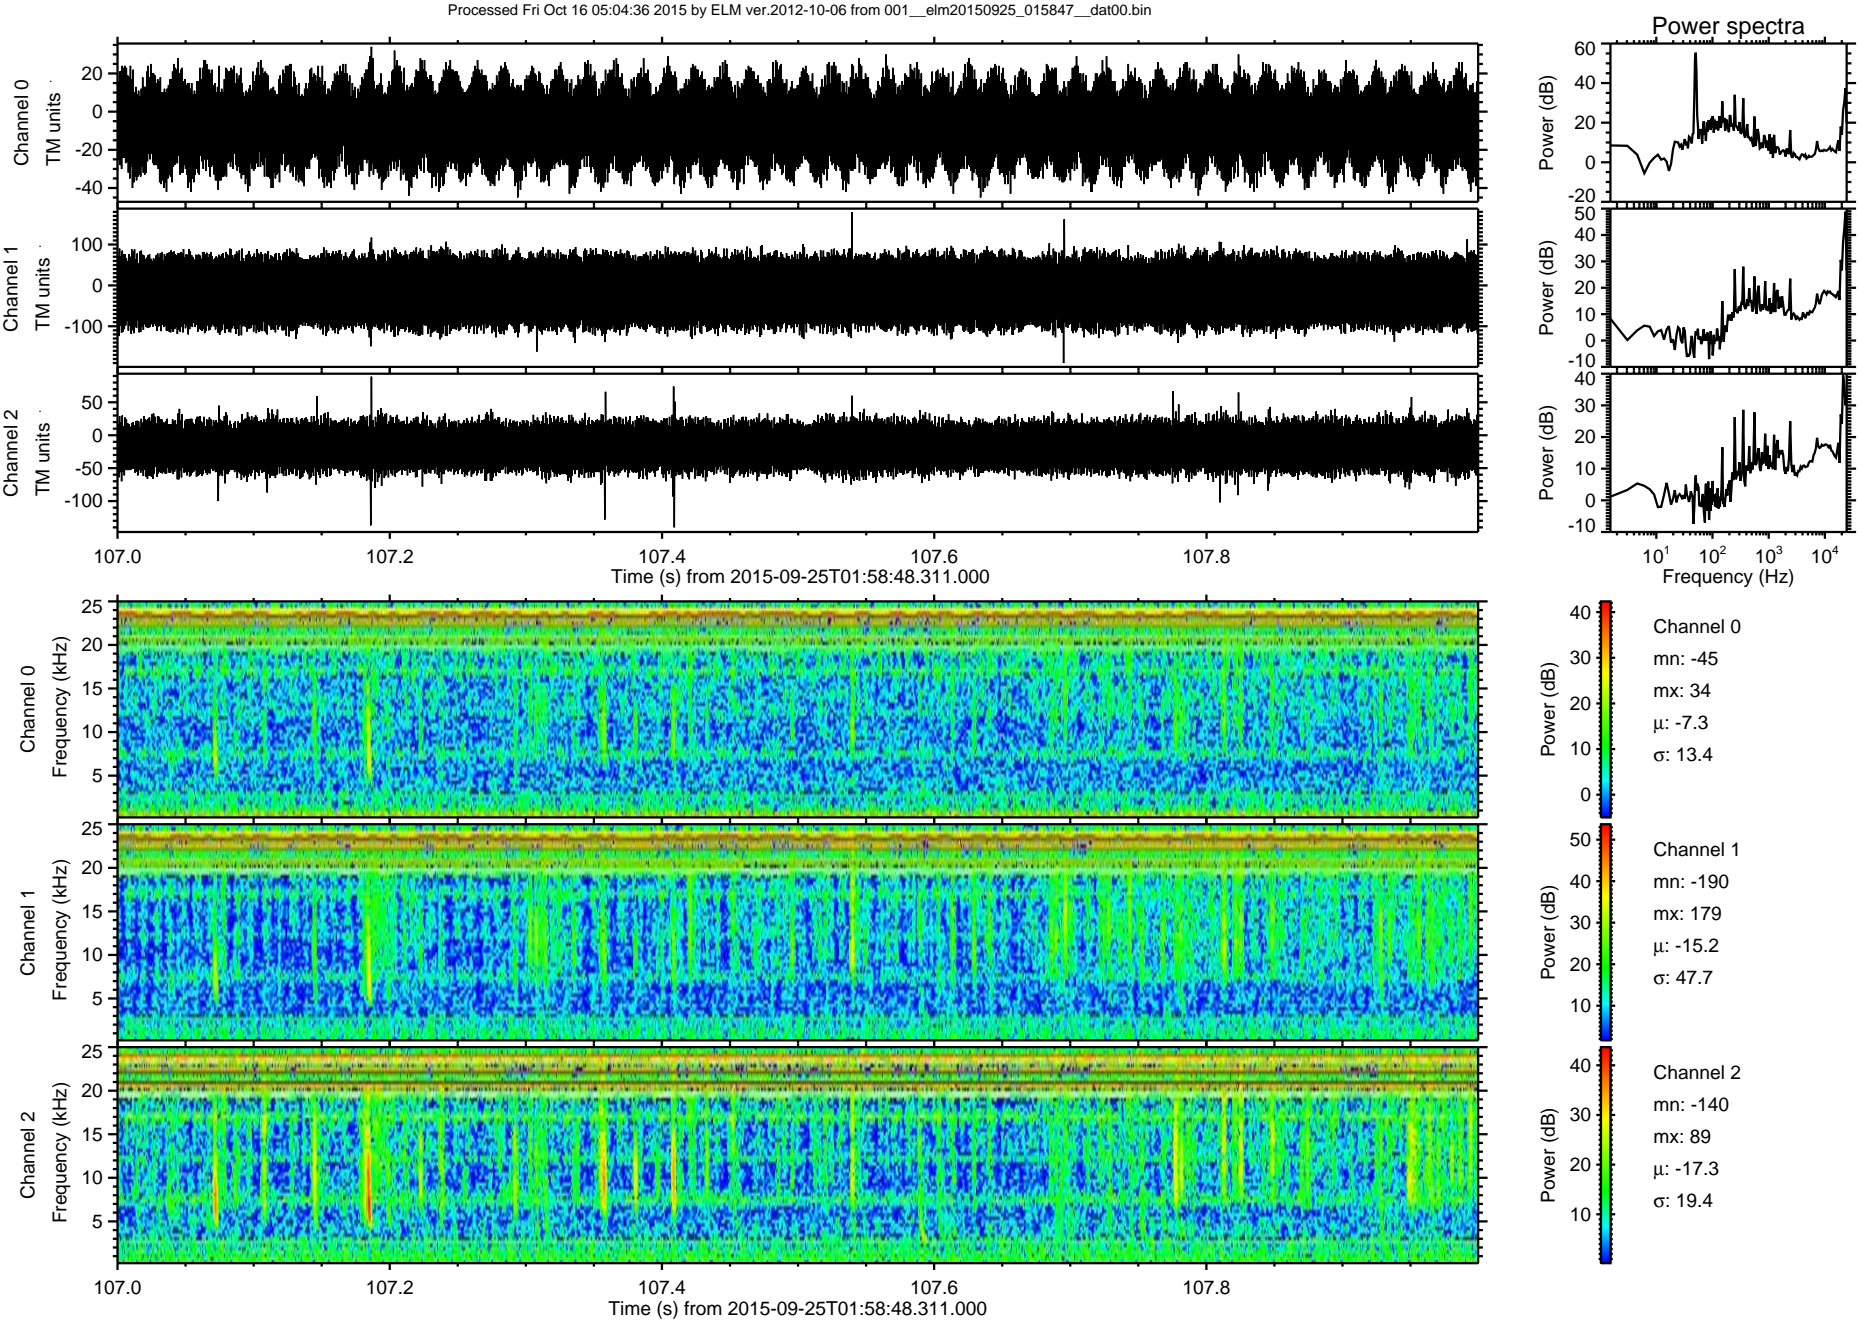 Processed Fri Oct 16 05:04:36 2015 by ELM ver.2012-10-06 from 001__elm20150925_015847__dat00.bin
Power spectra
Channel 0
TM units
20
0
-20
-40
Power (dB)
60
40
20
0
-20
Channel 1
TM units
100
0
-100
Power (dB)
50
40
30
20
10
0
-10
Channel 2
TM units
50
0
-50
-100
Power (dB)
40
30
20
10
0
-10
107.0 107.2 107.4 107.6 107.8
Time (s) from 2015-09-25T01:58:48.311.000
10¹ 10² 10³ 10⁴
Frequency (Hz)
Channel 0
Frequency (kHz)
25
20
15
10
5
Power (dB)
40
30
20
10
0
Channel 0
mn: -45
mx: 34
μ: -7.3
σ: 13.4
Channel 1
Frequency (kHz)
25
20
15
10
5
Power (dB)
50
40
30
20
10
Channel 1
mn: -190
mx: 179
μ: -15.2
σ: 47.7
Channel 2
Frequency (kHz)
25
20
15
10
5
Power (dB)
40
30
20
10
Channel 2
mn: -140
mx: 89
μ: -17.3
σ: 19.4
107.0 107.2 107.4 107.6 107.8
Time (s) from 2015-09-25T01:58:48.311.000